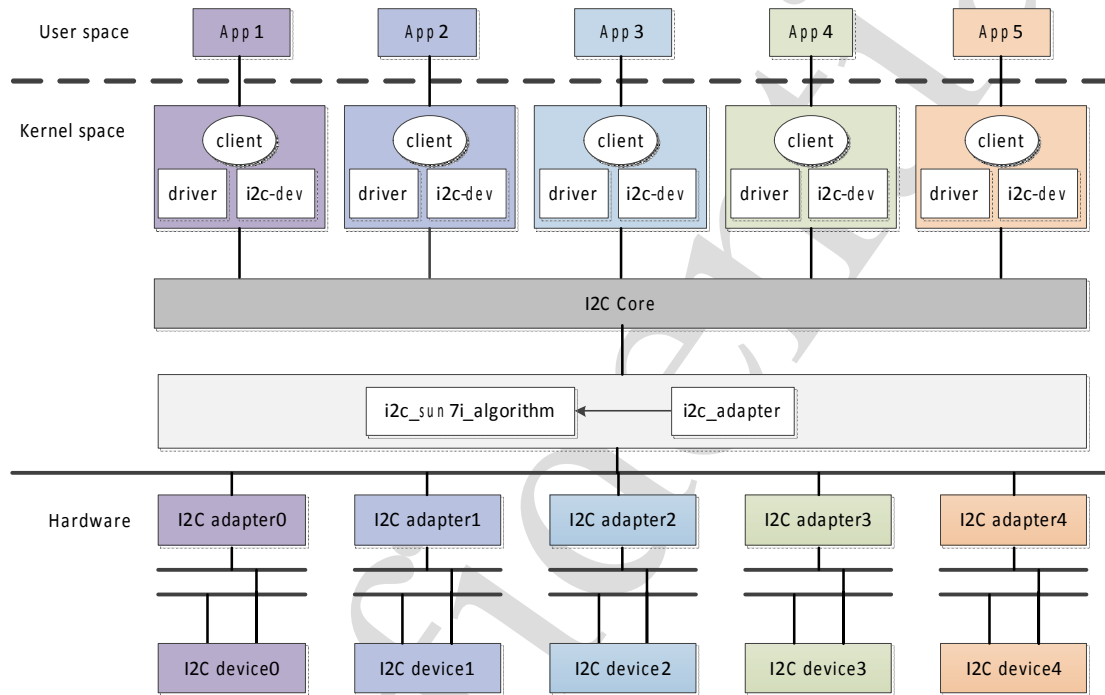 User space
App 1
App 2
App 3
App 4
App 5
Kernel space
client
client
client
client
client
driver
i2c-dev
driver
i2c-dev
driver
i2c-dev
driver
i2c-dev
driver
i2c-dev
I2C Core
i2c_sun7i_algorithm
i2c_adapter
Hardware
I2C adapter0
I2C adapter1
I2C adapter2
I2C adapter3
I2C adapter4
I2C device0
I2C device1
I2C device2
I2C device3
I2C device4